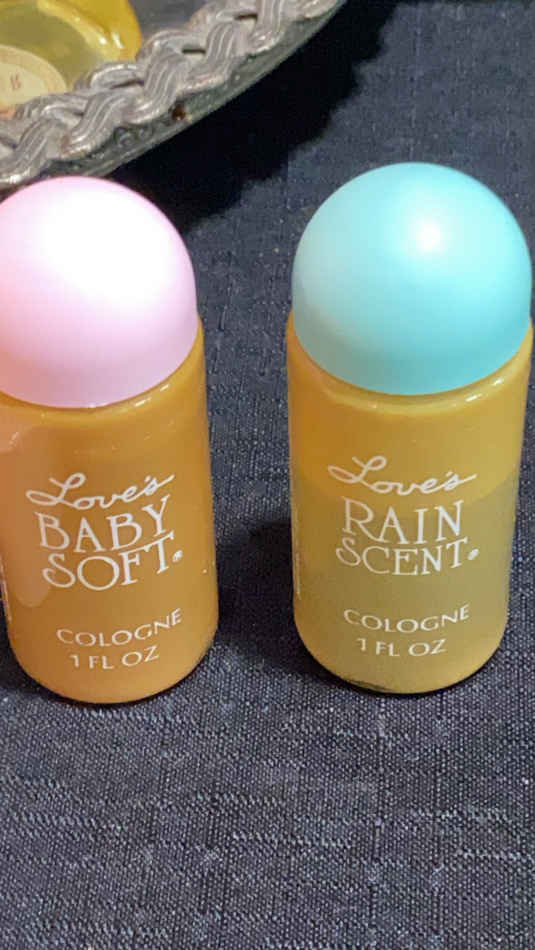 Love's
BABY
SOFT®
COLOGNE
1 FL OZ
Love's
RAIN
SCENT®
COLOGNE
1 FL OZ